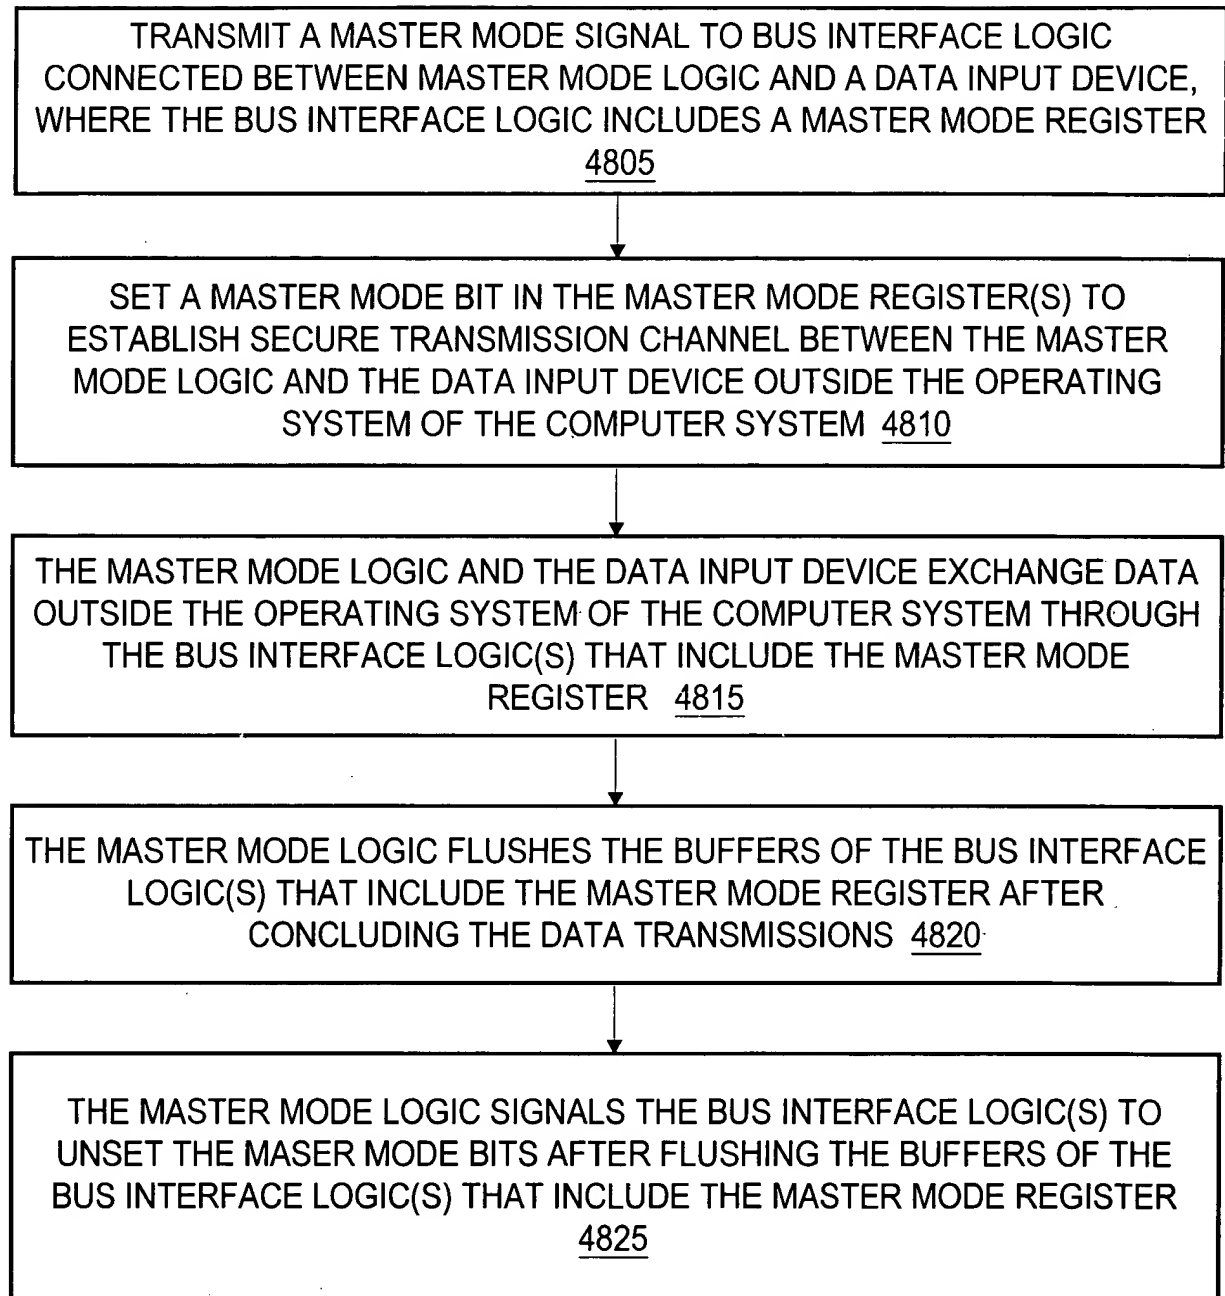 TRANSMIT A MASTER MODE SIGNAL TO BUS INTERFACE LOGIC
CONNECTED BETWEEN MASTER MODE LOGIC AND A DATA INPUT DEVICE,
WHERE THE BUS INTERFACE LOGIC INCLUDES A MASTER MODE REGISTER
4805
SET A MASTER MODE BIT IN THE MASTER MODE REGISTER(S) TO
ESTABLISH SECURE TRANSMISSION CHANNEL BETWEEN THE MASTER
MODE LOGIC AND THE DATA INPUT DEVICE OUTSIDE THE OPERATING
SYSTEM OF THE COMPUTER SYSTEM 4810
THE MASTER MODE LOGIC AND THE DATA INPUT DEVICE EXCHANGE DATA
OUTSIDE THE OPERATING SYSTEM OF THE COMPUTER SYSTEM THROUGH
THE BUS INTERFACE LOGIC(S) THAT INCLUDE THE MASTER MODE
REGISTER 4815
THE MASTER MODE LOGIC FLUSHES THE BUFFERS OF THE BUS INTERFACE
LOGIC(S) THAT INCLUDE THE MASTER MODE REGISTER AFTER
CONCLUDING THE DATA TRANSMISSIONS 4820
THE MASTER MODE LOGIC SIGNALS THE BUS INTERFACE LOGIC(S) TO
UNSET THE MASER MODE BITS AFTER FLUSHING THE BUFFERS OF THE
BUS INTERFACE LOGIC(S) THAT INCLUDE THE MASTER MODE REGISTER
4825